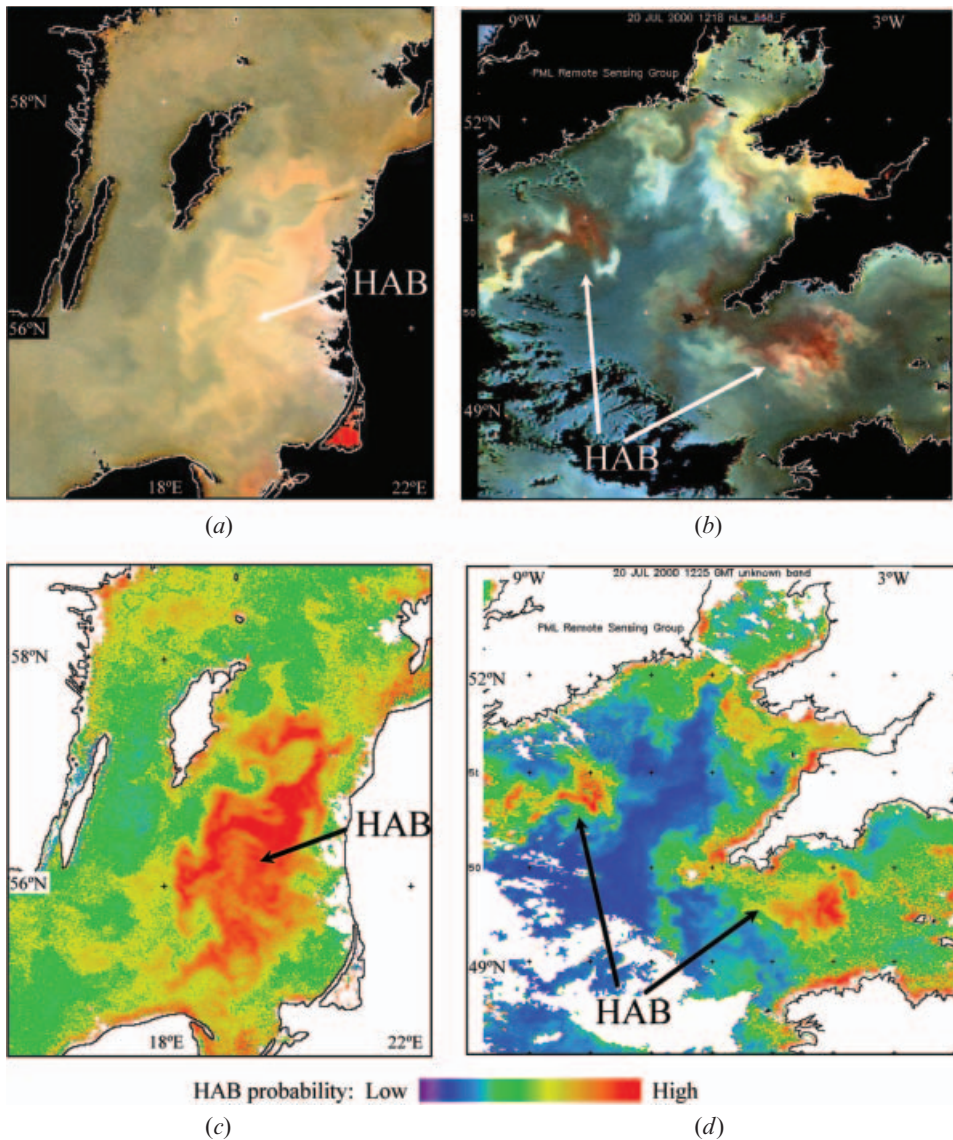 9ºW 20 JUL 2000 1218 nLw_868_F 3ºW
PML Remote Sensing Group
58ºN
52ºN
51
HAB
56ºN
50
49ºN
HAB
18ºE
22ºE
(a) (b)
9ºW 20 JUL 2000 1225 GMT unknown band 3ºW
PML Remote Sensing Group
58ºN
52ºN
51
HAB
56ºN
50
49ºN
HAB
18ºE
22ºE
HAB probability: Low High
(c) (d)